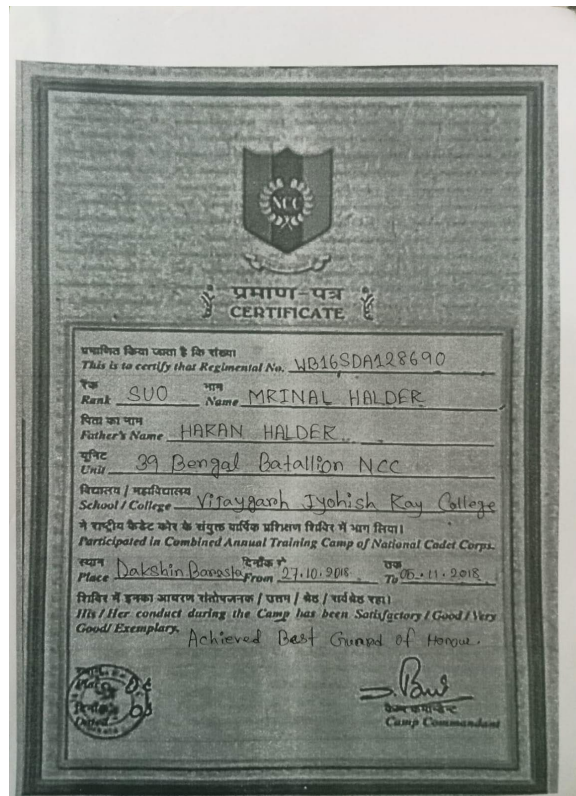 NCC
प्रमाण-पत्र
CERTIFICATE
प्रमाणित किया जाता है कि संख्या
This is to certify that Regimental No. WB16SDA128690
रैंक नाम
Rank SUO Name MRINAL HALDER
पिता का नाम
Father's Name HARAN HALDER
यूनिट
Unit 39 Bengal Batallion NCC
विद्यालय / महाविद्यालय
School / College Vijaygarh Jyohish Ray College
ने राष्ट्रीय कैडेट कोर के संयुक्त वार्षिक प्रशिक्षण शिविर में भाग लिया।
Participated in Combined Annual Training Camp of National Cadet Corps.
स्थान दिनाँक से तक
Place Dakshin Barasta From 27.10.2018 To 05.11.2018
शिविर में इनका आचरण संतोषजनक / उत्तम / श्रेष्ठ / सर्वश्रेष्ठ रहा।
His / Her conduct during the Camp has been Satisfactory / Good / Very
Good / Exemplary. Achieved Best Guard of Honour.
स्थान
दिनाँक
Dated
कैम्प कमाण्डेन्ट
Camp Commandant